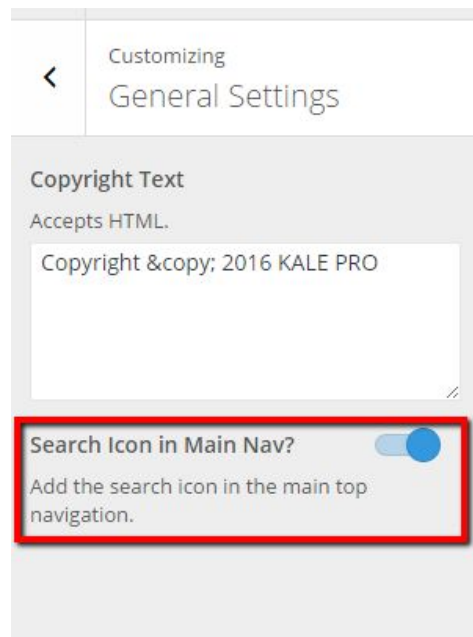 Customizing
General Settings
Copyright Text
Accepts HTML.
Copyright &copy; 2016 KALE PRO
Search Icon in Main Nav?
Add the search icon in the main top
navigation.